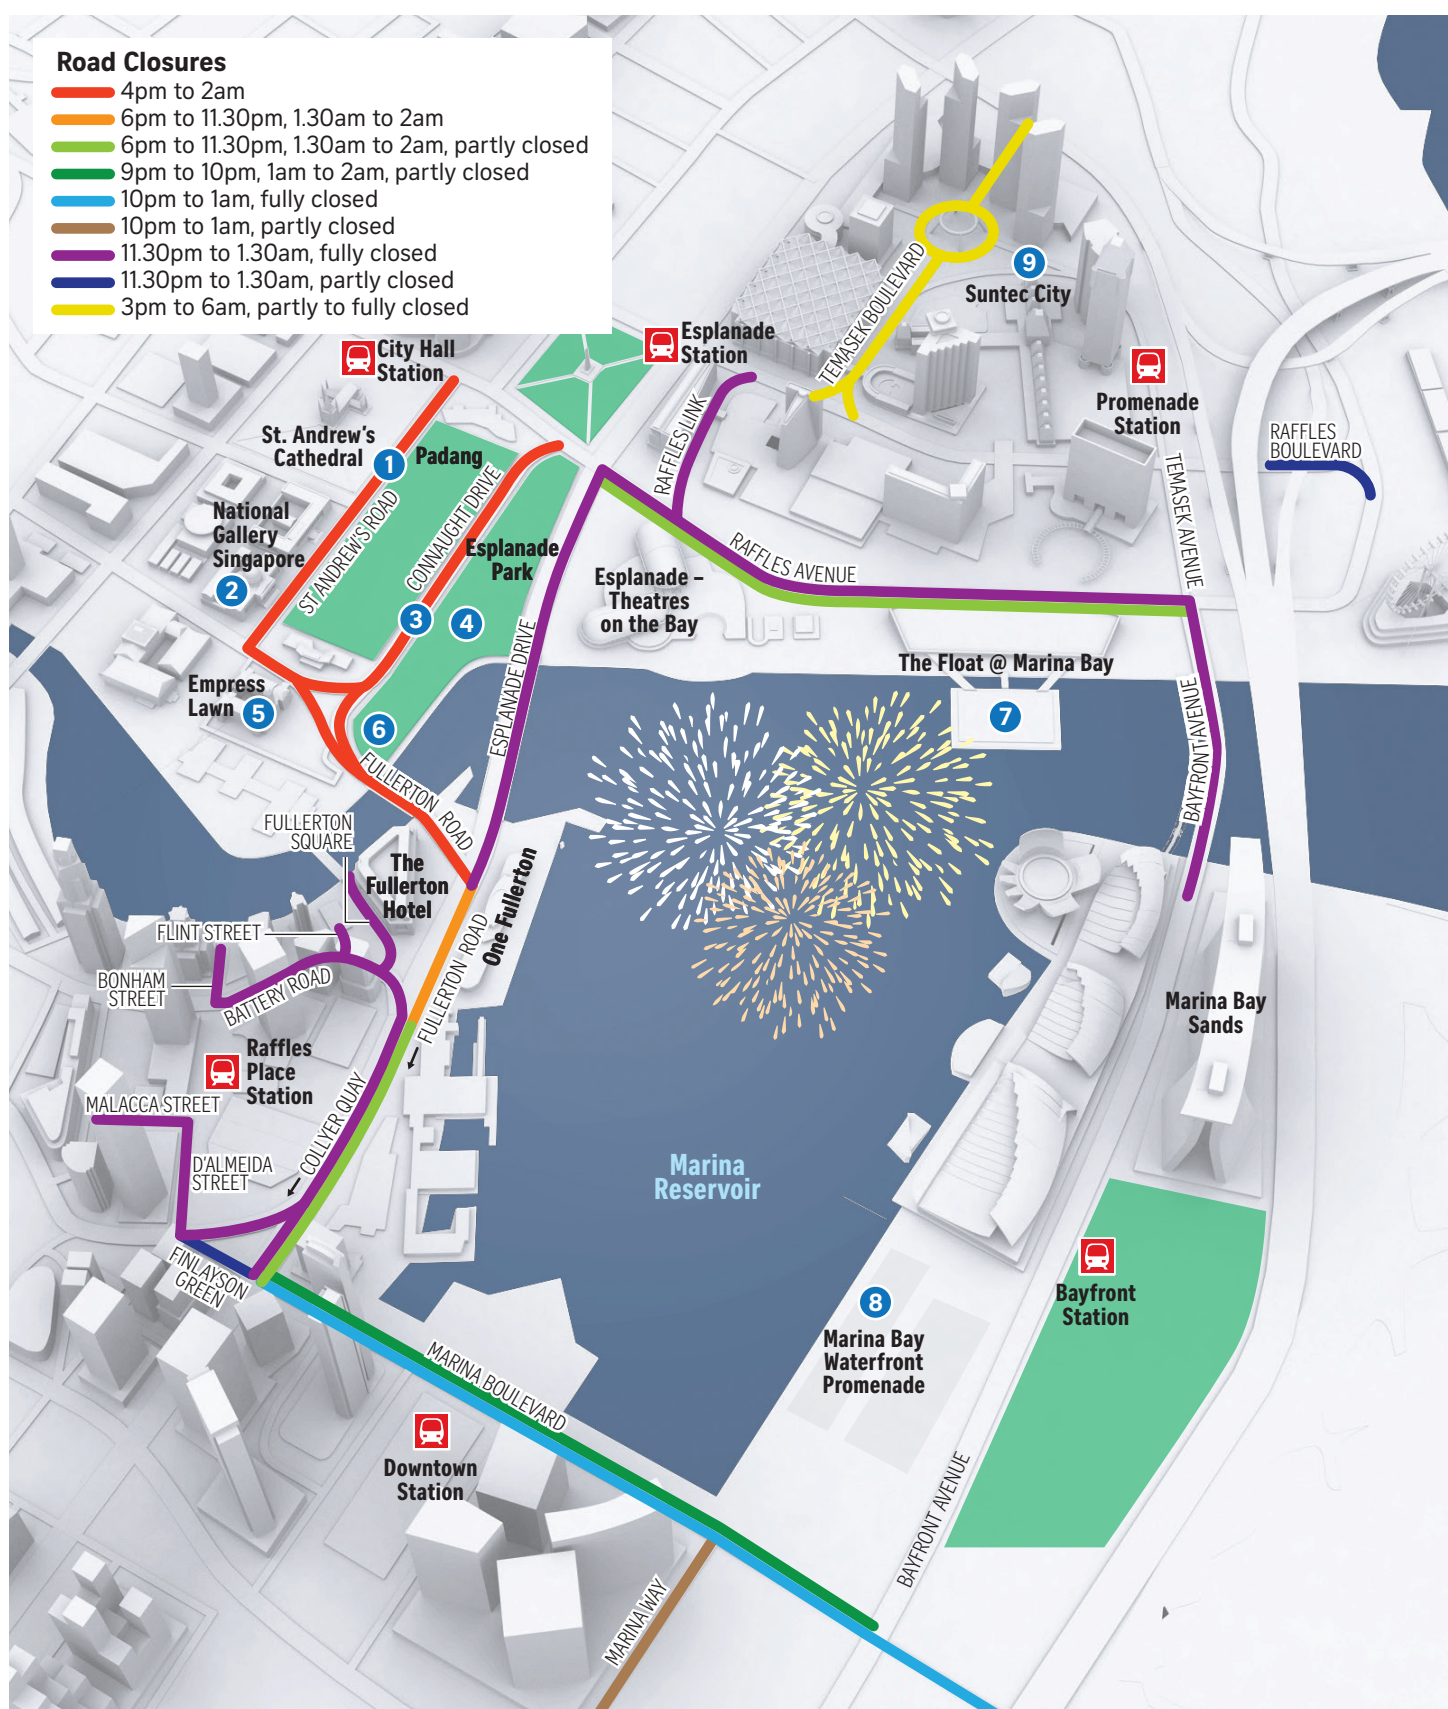 Road Closures
4pm to 2am
6pm to 11.30pm, 1.30am to 2am
6pm to 11.30pm, 1.30am to 2am, partly closed
9pm to 10pm, 1am to 2am, partly closed
10pm to 1am, fully closed
10pm to 1am, partly closed
11.30pm to 1.30am, fully closed
11.30pm to 1.30am, partly closed
3pm to 6am, partly to fully closed
TEMASEK BOULEVARD
9
Suntec City
City Hall
Station
Esplanade
Station
Promenade
Station
RAFFLES
BOULEVARD
St. Andrew's
Cathedral
1
Padang
RAFFLES LINK
TEMASEK AVENUE
National
Gallery
Singapore
2
ST ANDREW'S ROAD
CONNAUGHT DRIVE
Esplanade
Park
3
4
RAFFLES AVENUE
Esplanade –
Theatres
on the Bay
ESPLANADE DRIVE
The Float @ Marina Bay
7
Empress
Lawn
5
6
BAYFRONT AVENUE
FULLERTON ROAD
FULLERTON
SQUARE
The
Fullerton
Hotel
One Fullerton
FLINT STREET
BONHAM
STREET
BATTERY ROAD
FULLERTON ROAD
Marina Bay
Sands
Raffles
Place
Station
MALACCA STREET
COLLYER QUAY
D'ALMEIDA
STREET
Marina
Reservoir
FINLAYSON
GREEN
Bayfront
Station
8
Marina Bay
Waterfront
Promenade
MARINA BOULEVARD
Downtown
Station
BAYFRONT AVENUE
MARINA WAY